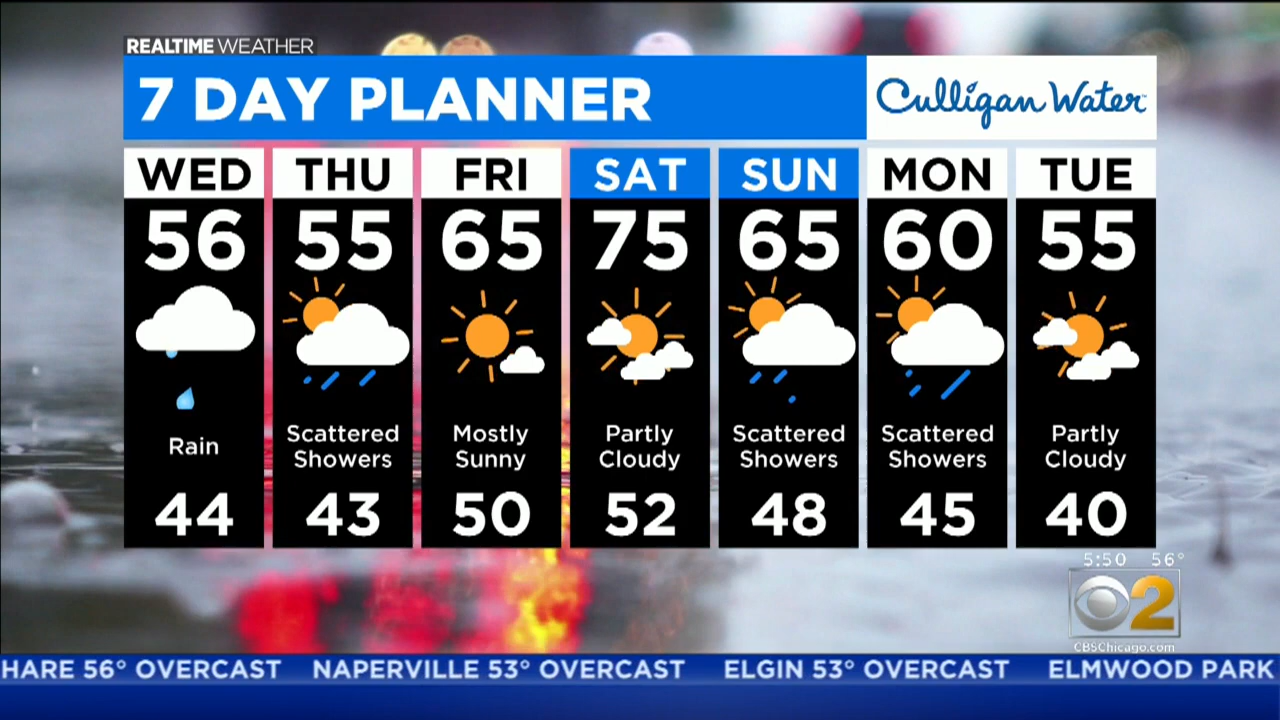 REALTIME WEATHER
7 DAY PLANNER
Culligan Water
WED THU FRI SAT SUN MON TUE
56 55 65 75 65 60 55
Rain
Scattered Showers
Mostly Sunny
Partly Cloudy
Scattered Showers
Scattered Showers
Partly Cloudy
44 43 50 52 48 45 40
5:50 56°
2
CBSChicago.com
HARE 56° OVERCAST NAPERVILLE 53° OVERCAST ELGIN 53° OVERCAST ELMWOOD PARK